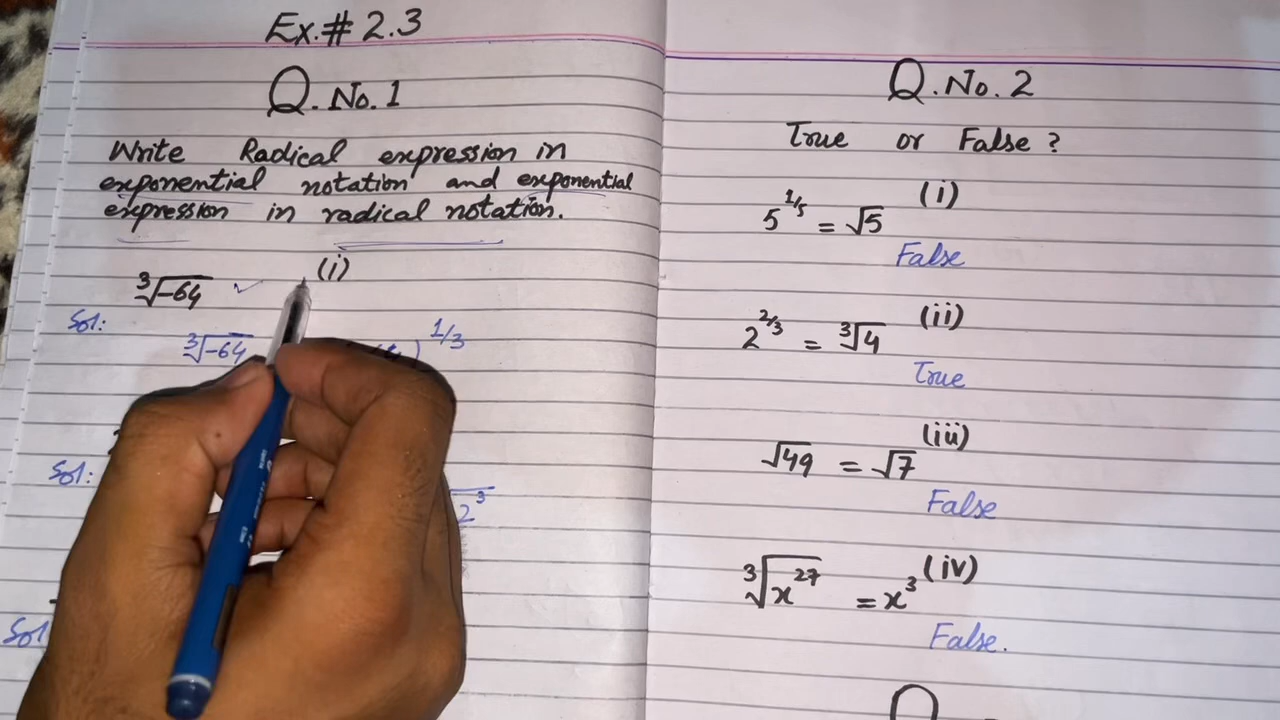 Ex.# 2.3
Q. No. 1
Write Radical expression in
exponential notation and exponential
expression in radical notation.
(i)
∛-64
Sol:
∛-64 ) 1/3
Sol:
2^3
Sol
Q. No. 2
True or False ?
(i)
5^1/5 = √5
False
(ii)
2^2/3 = ∛4
True
(iii)
√49 = √7
False
(iv)
∛x^27 = x^3
False.